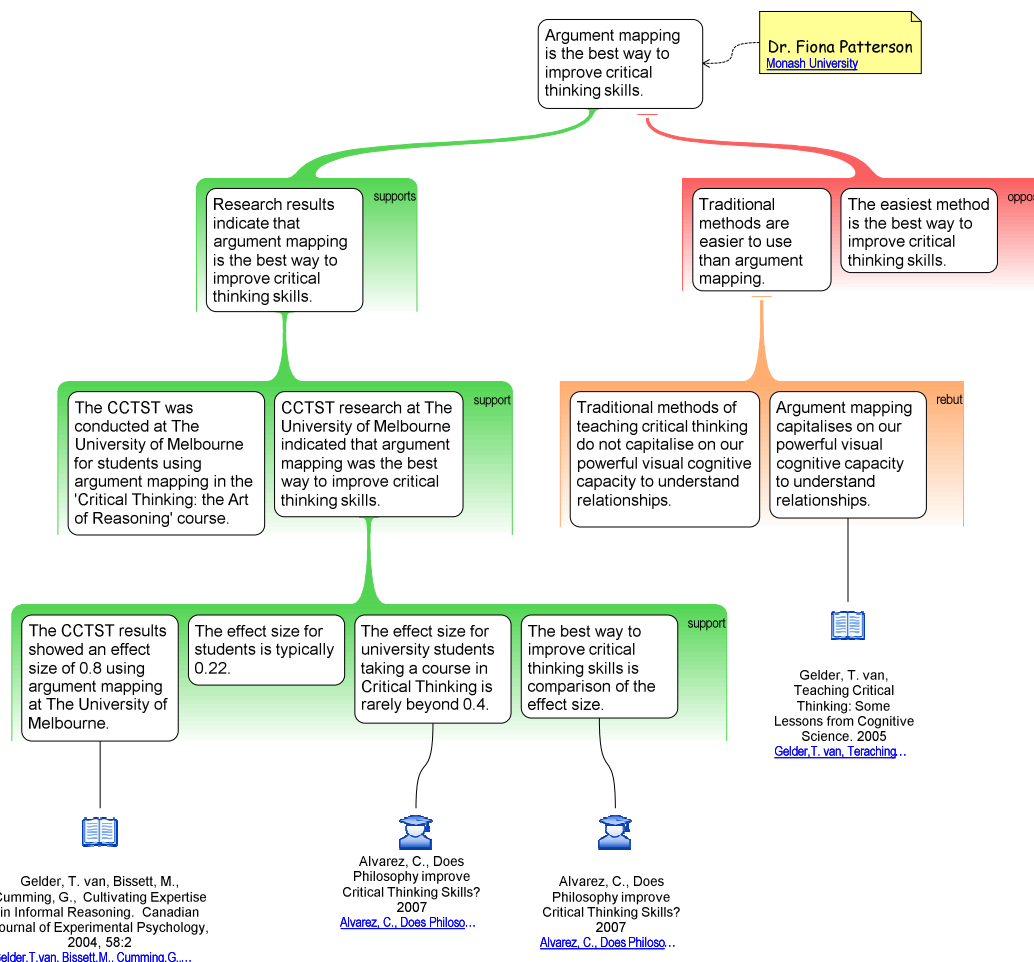 Argument mapping
is the best way to
improve critical
thinking skills.
Dr. Fiona Patterson
Monash University
Research results
indicate that
argument mapping
is the best way to
improve critical
thinking skills.
supports
Traditional
methods are
easier to use
than argument
mapping.
The easiest method
is the best way to
improve critical
thinking skills.
oppos
The CCTST was
conducted at The
University of Melbourne
for students using
argument mapping in the
'Critical Thinking: the Art
of Reasoning' course.
CCTST research at The
University of Melbourne
indicated that argument
mapping was the best
way to improve critical
thinking skills.
support
Traditional methods of
teaching critical thinking
do not capitalise on our
powerful visual cognitive
capacity to understand
relationships.
Argument mapping
capitalises on our
powerful visual
cognitive capacity
to understand
relationships.
rebut
The CCTST results
showed an effect
size of 0.8 using
argument mapping
at The University of
Melbourne.
The effect size for
students is typically
0.22.
The effect size for
university students
taking a course in
Critical Thinking is
rarely beyond 0.4.
The best way to
improve critical
thinking skills is
comparison of the
effect size.
support
Gelder, T. van,
Teaching Critical
Thinking: Some
Lessons from Cognitive
Science. 2005
Gelder,T. van, Teraching...
Gelder, T. van, Bissett, M.,
Cumming, G., Cultivating Expertise
in Informal Reasoning. Canadian
Journal of Experimental Psychology,
2004, 58:2
Gelder,T.van, Bissett,M., Cumming,G.,...
Alvarez, C., Does
Philosophy improve
Critical Thinking Skills?
2007
Alvarez, C., Does Philoso...
Alvarez, C., Does
Philosophy improve
Critical Thinking Skills?
2007
Alvarez, C., Does Philoso...